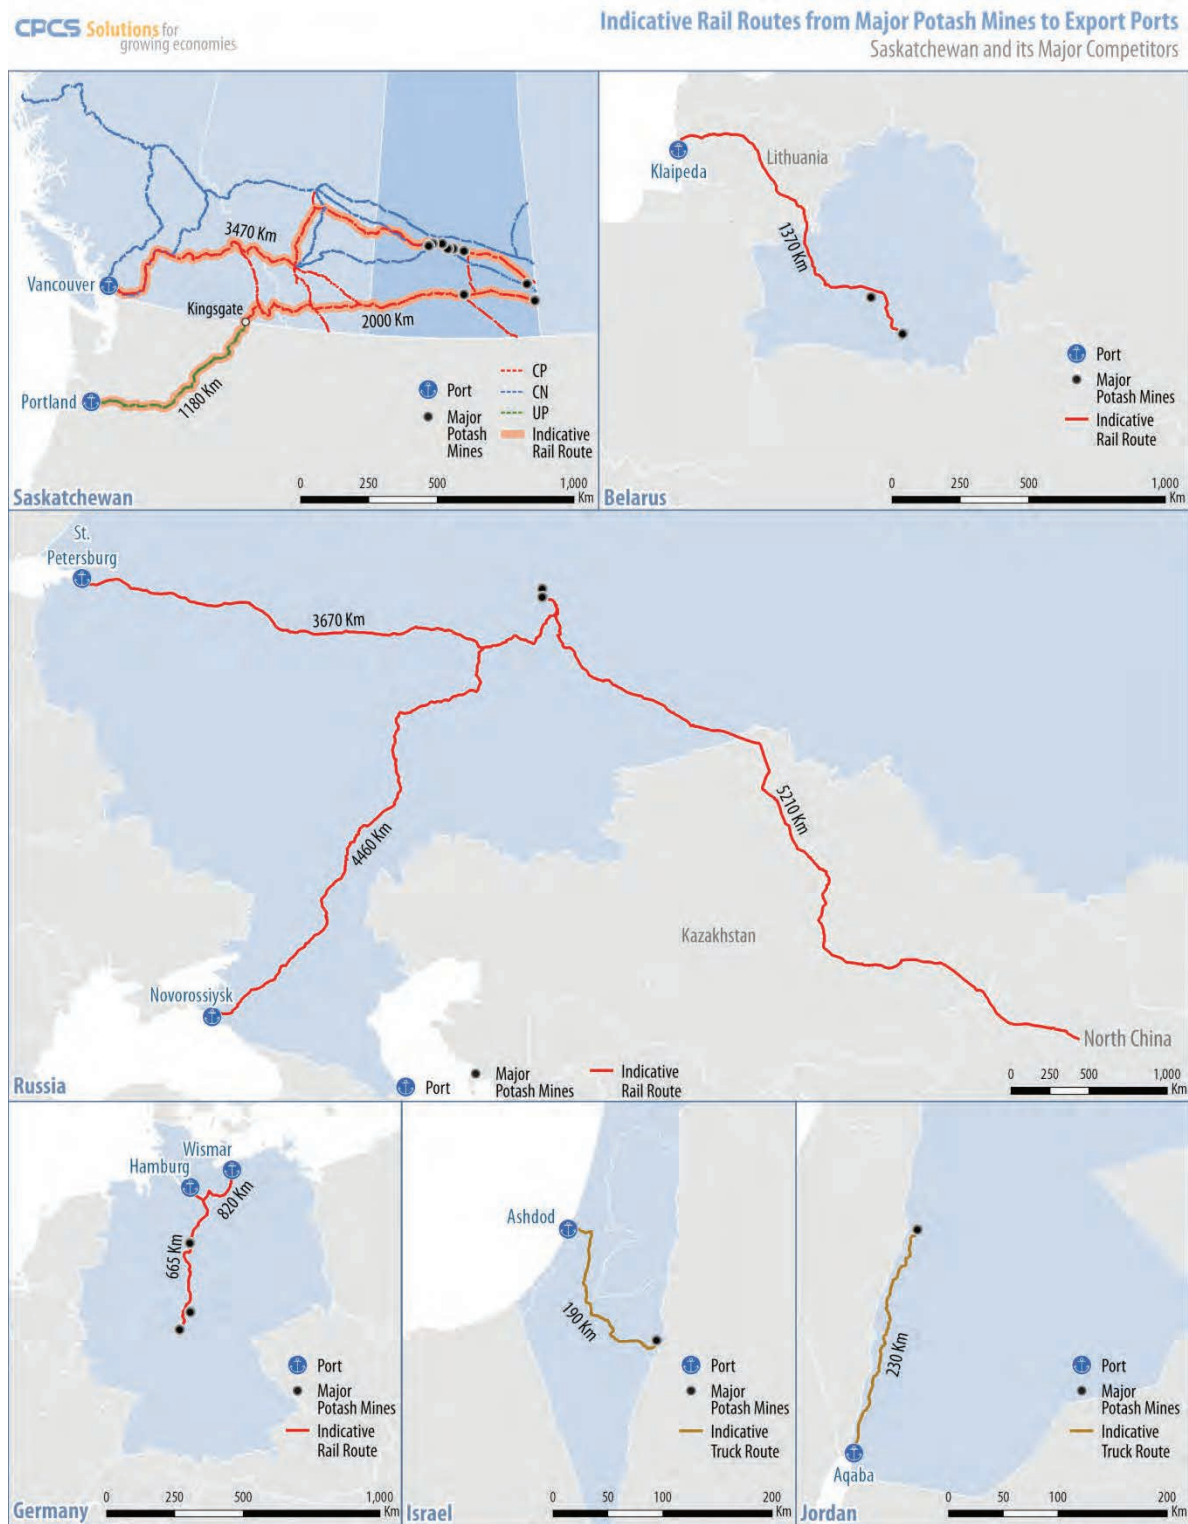 CPCS Solutions for
growing economies
Indicative Rail Routes from Major Potash Mines to Export Ports
Saskatchewan and its Major Competitors
3470 Km
Vancouver
Kingsgate
2000 Km
Portland
1180 Km
Port
Major
Potash
Mines
CP
CN
UP
Indicative
Rail Route
Saskatchewan
0 250 500 1,000
Km
Klaipeda
Lithuania
1370 Km
Port
Major
Potash Mines
Indicative
Rail Route
Belarus
0 250 500 1,000
Km
St.
Petersburg
3670 Km
4460 Km
5210 Km
Kazakhstan
Novorossiysk
North China
Russia
Port
Major
Potash Mines
Indicative
Rail Route
0 250 500 1,000
Km
Wismar
Hamburg
820 Km
665 Km
Port
Major
Potash Mines
Indicative
Rail Route
Germany
0 250 500 1,000
Km
Ashdod
190 Km
Port
Major
Potash Mines
Indicative
Truck Route
Israel
0 50 100 200
Km
230 Km
Aqaba
Port
Major
Potash Mines
Indicative
Truck Route
Jordan
0 50 100 200
Km